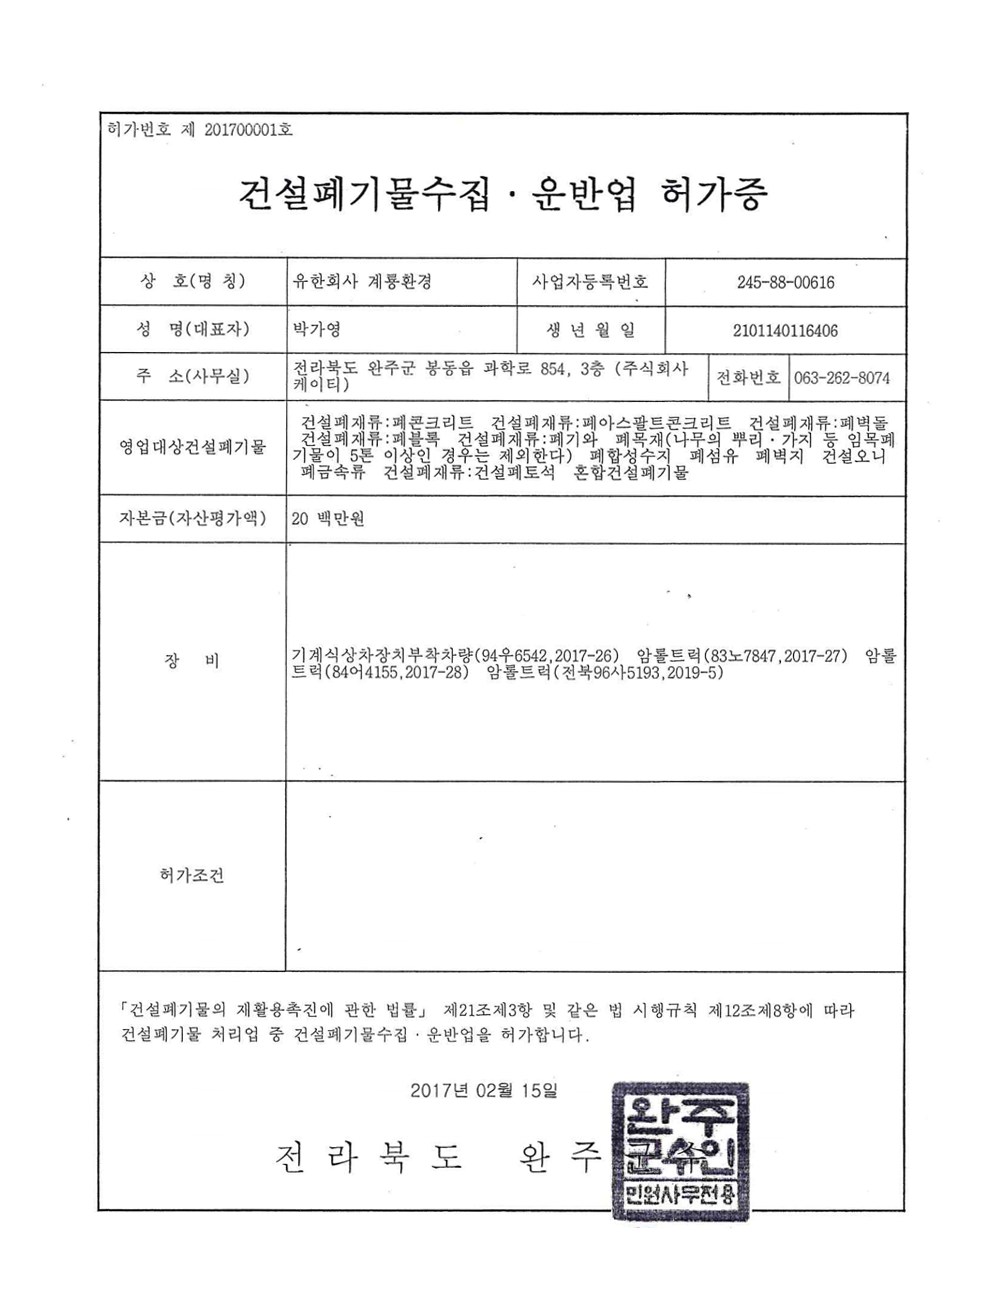 허가번호 제 201700001호
건설폐기물수집 · 운반업 허가증
상 호(명 칭) 유한회사 계룡환경 사업자등록번호 245-88-00616
성 명(대표자) 박가영 생 년 월 일 2101140116406
주 소(사무실) 전라북도 완주군 봉동읍 과학로 854, 3층 (주식회사
케이티) 전화번호 063-262-8074
영업대상건설폐기물
건설폐재류:폐콘크리트 건설폐재류:폐아스팔트콘크리트 건설폐재류:폐벽돌
건설폐재류:폐블록 건설폐재류:폐기와 폐목재(나무의 뿌리·가지 등 임목폐
기물이 5톤 이상인 경우는 제외한다) 폐합성수지 폐섬유 폐벽지 건설오니
폐금속류 건설폐재류:건설폐토석 혼합건설폐기물
자본금(자산평가액) 20 백만원
장 비
기계식상차장치부착차량(94우6542,2017-26) 암롤트럭(83노7847,2017-27) 암롤
트럭(84어4155,2017-28) 암롤트럭(전북96사5193,2019-5)
허가조건
「건설폐기물의 재활용촉진에 관한 법률」 제21조제3항 및 같은 법 시행규칙 제12조제8항에 따라
건설폐기물 처리업 중 건설폐기물수집 · 운반업을 허가합니다.
2017년 02월 15일
전 라 북 도 완 주 군 수
완주
군수인
민원사무전용